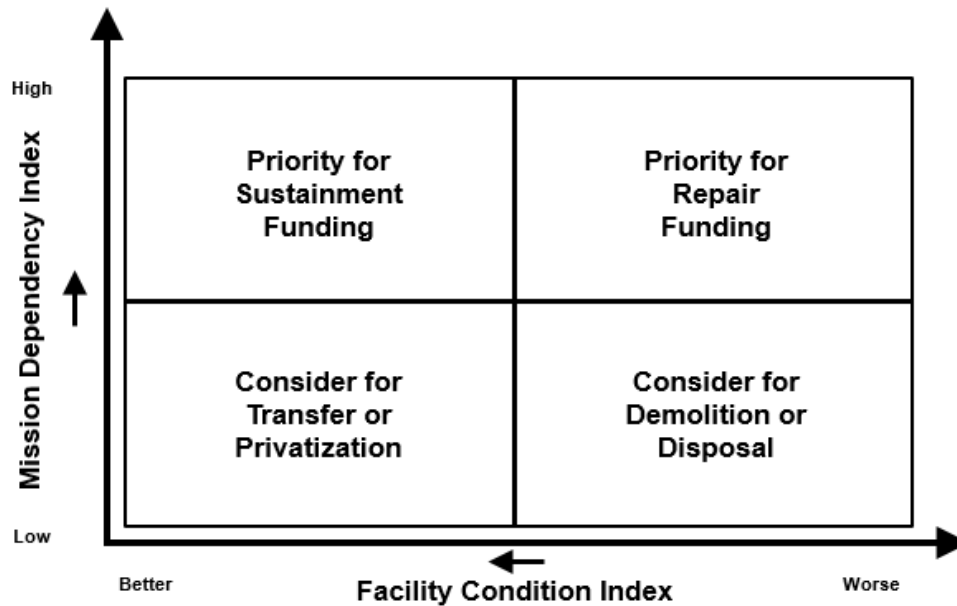 High
Mission Dependency Index
Low
Priority for
Sustainment
Funding
Priority for
Repair
Funding
Consider for
Transfer or
Privatization
Consider for
Demolition or
Disposal
Better
Facility Condition Index
Worse